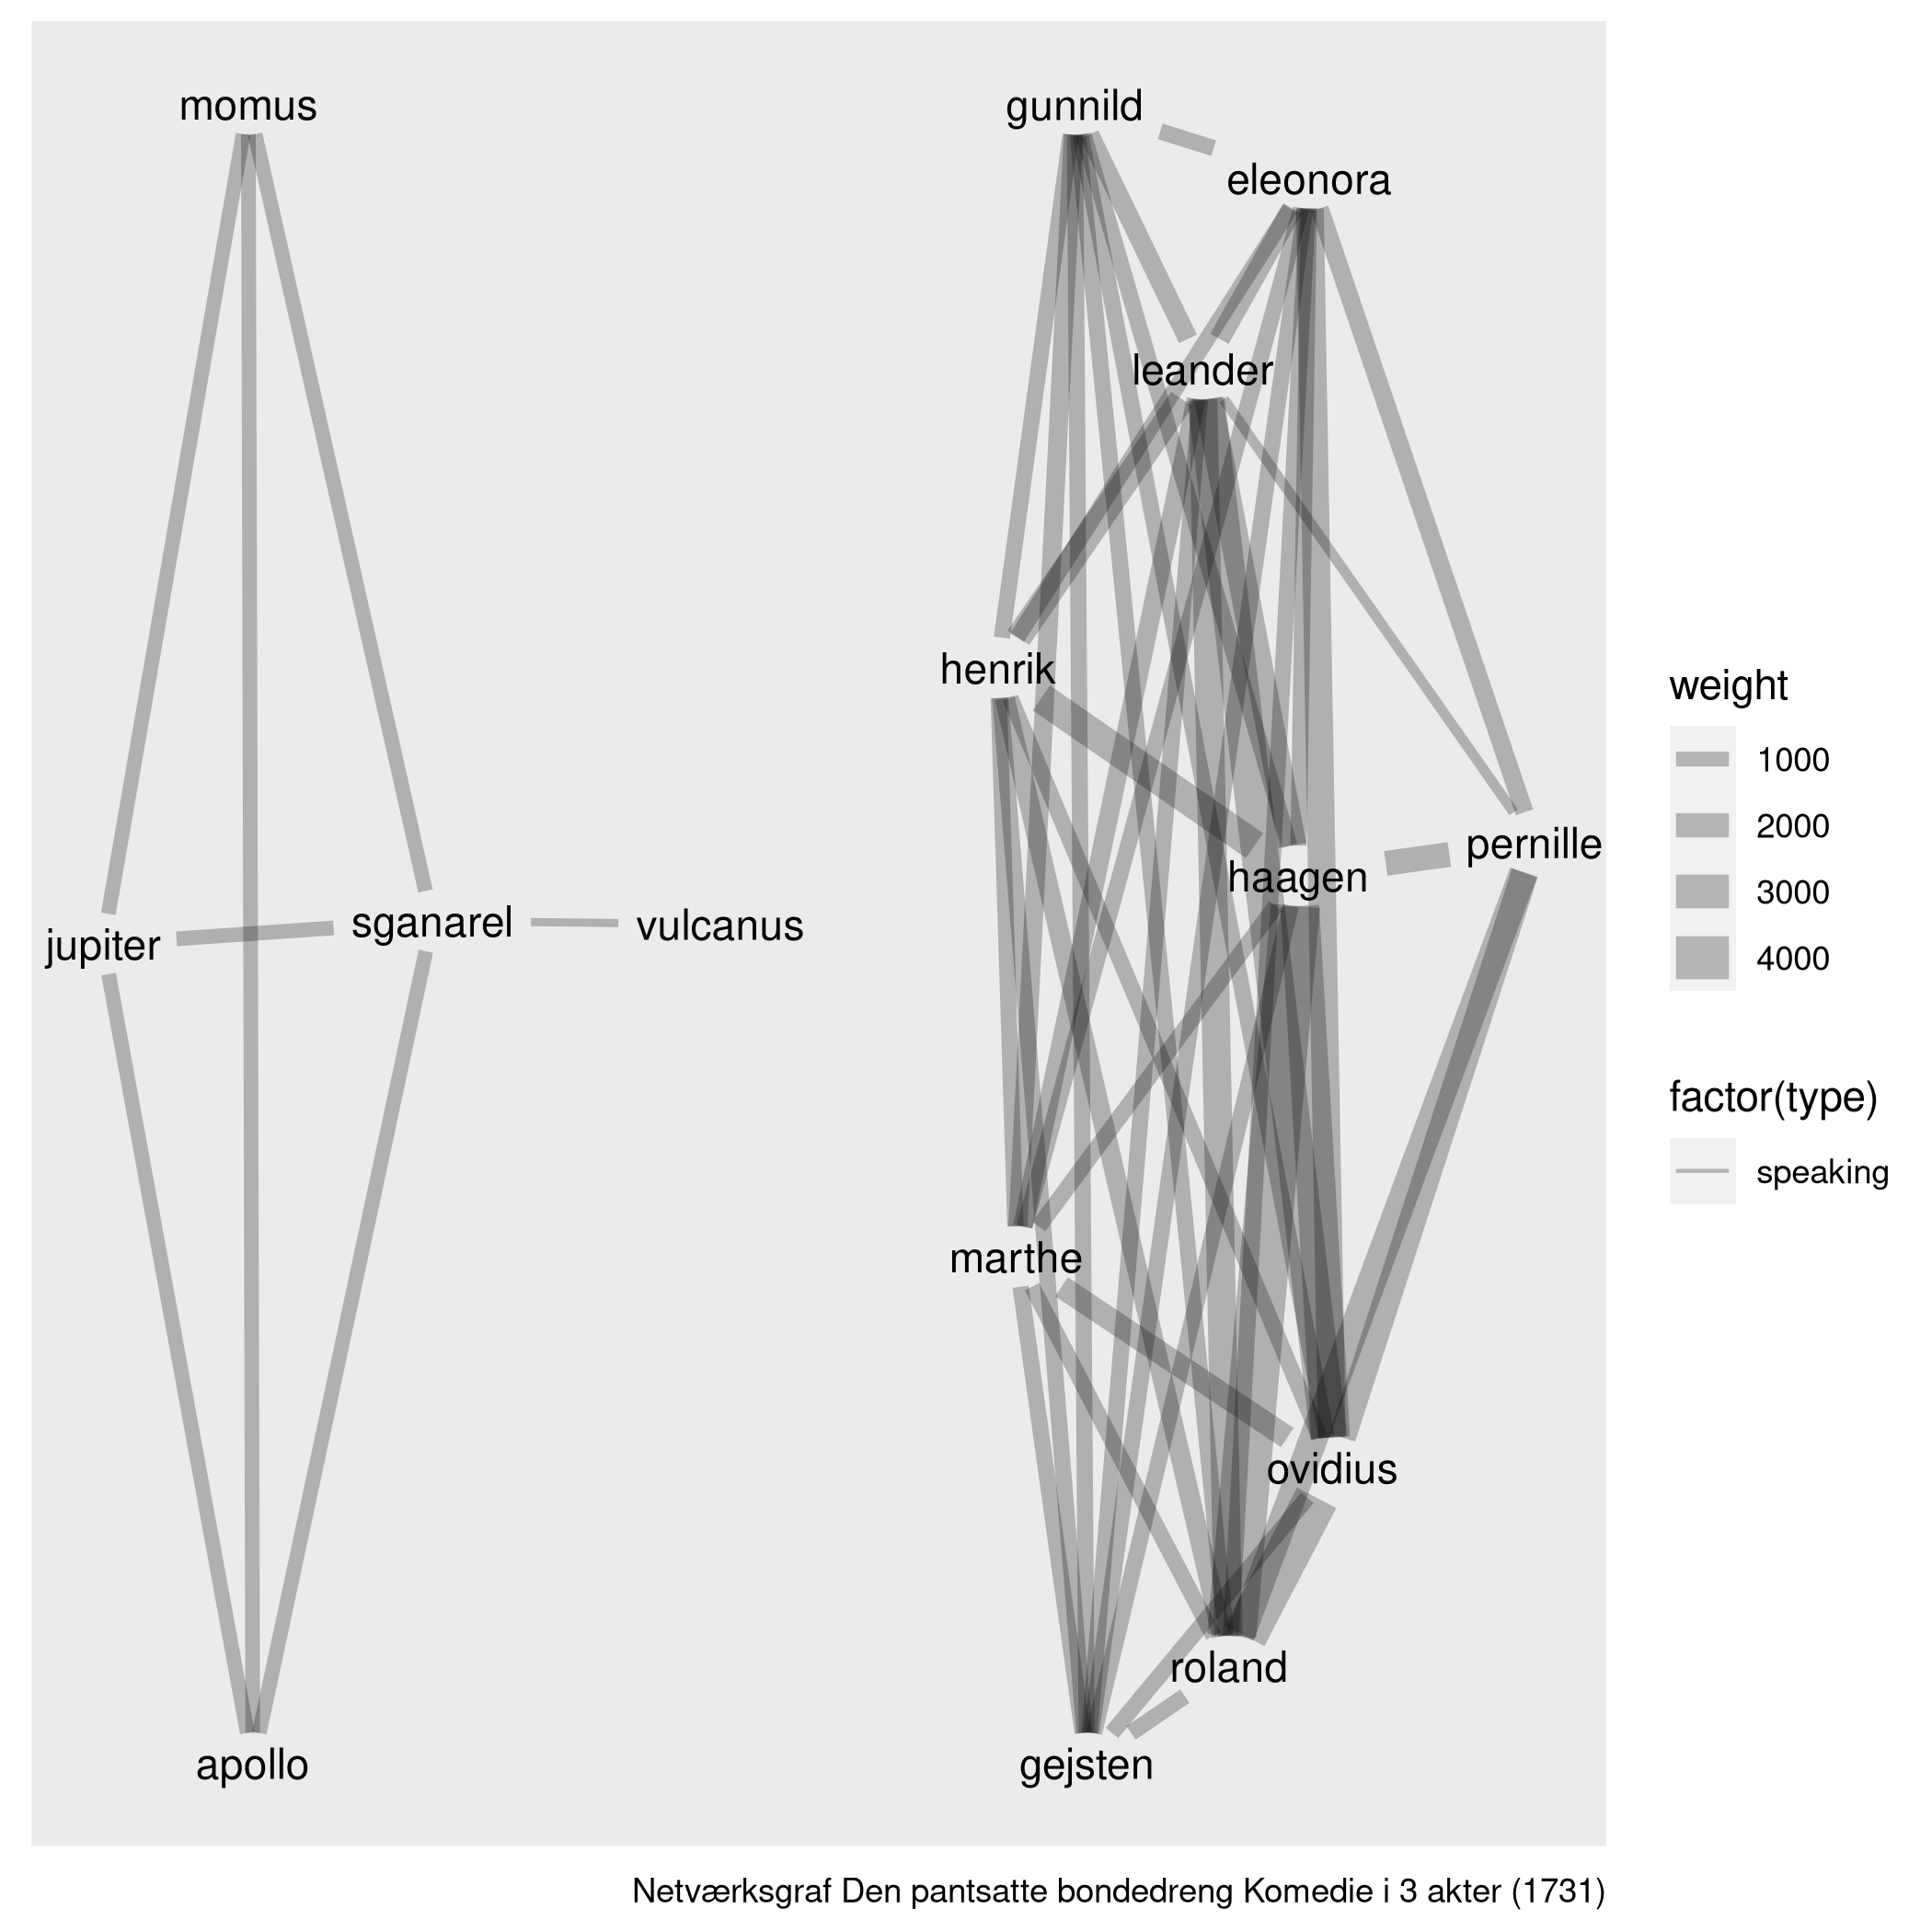 momus
gunnild
eleonora
leander
henrik
pernille
haagen
jupiter
sganarel
vulcanus
marthe
ovidius
roland
apollo
gejsten
weight
1000
2000
3000
4000
factor(type)
speaking
Netværksgraf Den pantsatte bondedreng Komedie i 3 akter (1731)